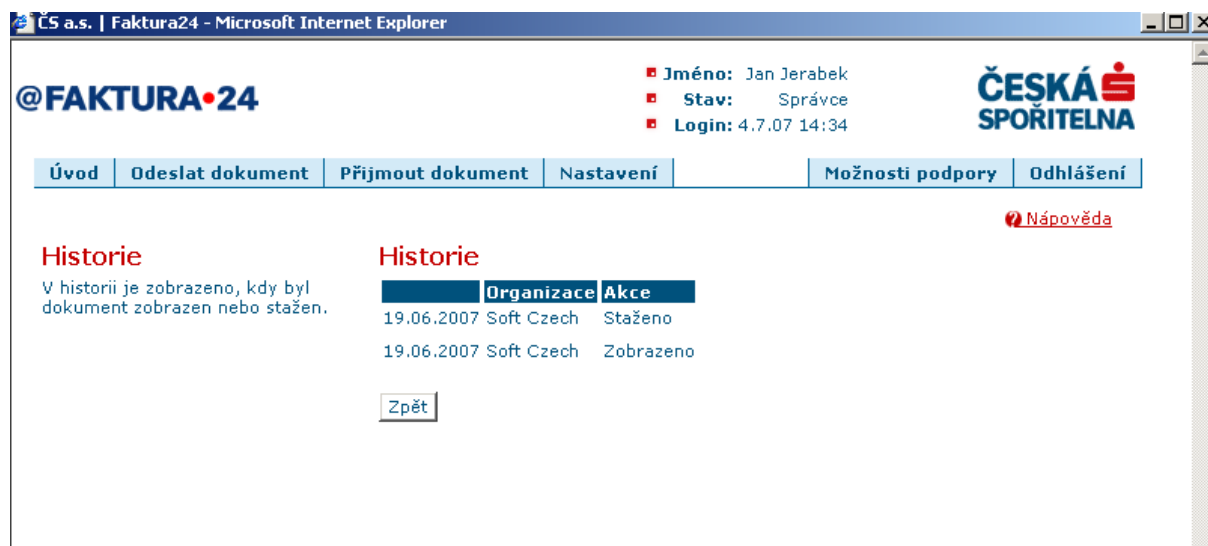 ČS a.s. | Faktura24 - Microsoft Internet Explorer
@FAKTURA•24
Jméno: Jan Jerabek
Stav: Správce
Login: 4.7.07 14:34
ČESKÁ
SPOŘITELNA
Úvod Odeslat dokument Přijmout dokument Nastavení Možnosti podpory Odhlášení
Nápověda
Historie
V historii je zobrazeno, kdy byl
dokument zobrazen nebo stažen.
Historie
Organizace Akce
19.06.2007 Soft Czech Staženo
19.06.2007 Soft Czech Zobrazeno
Zpět